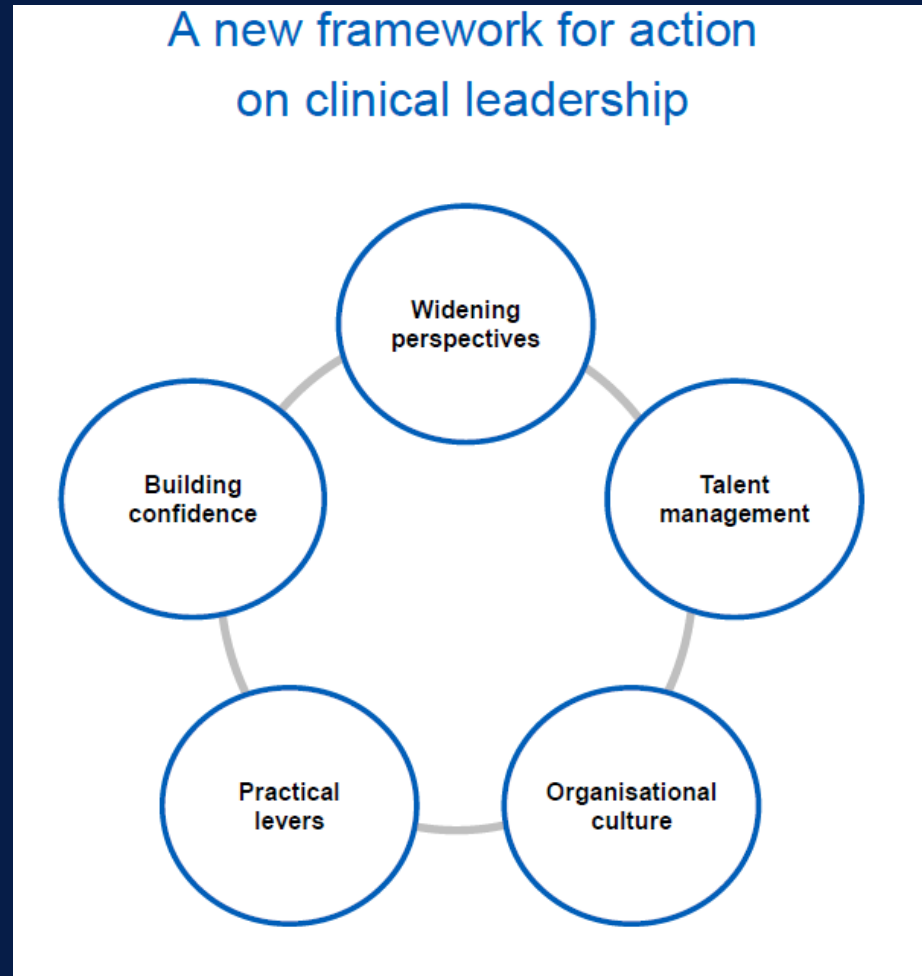 A new framework for action
on clinical leadership
Widening
perspectives
Building
confidence
Talent
management
Practical
levers
Organisational
culture